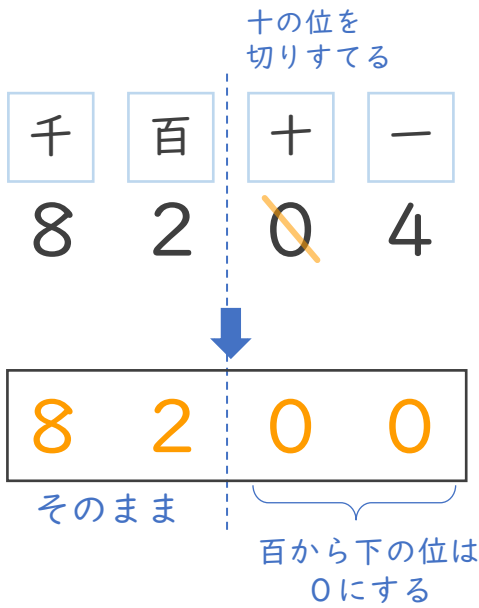 十の位を
切りすてる
千 百 十 一
8 2 0 4
8 2 0 0
そのまま
百から下の位は
0にする